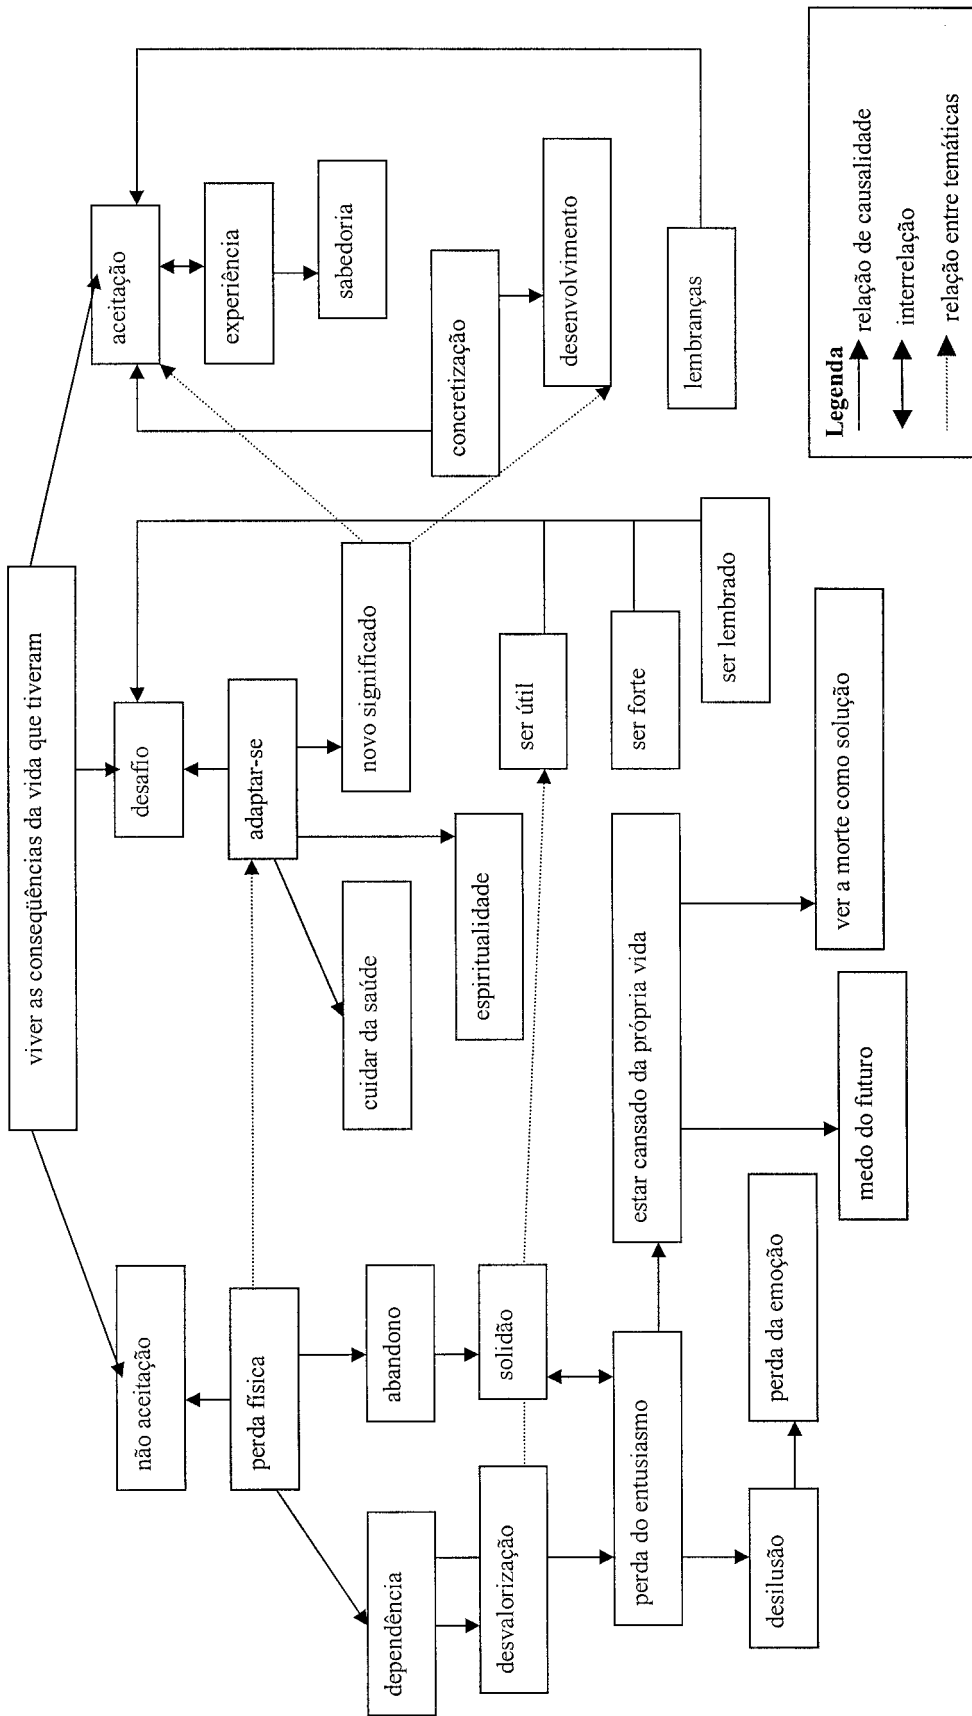 viver as conseqüências da vida que tiveram
não aceitação
desafio
aceitação
perda física
adaptar-se
experiência
dependência
abandono
cuidar da saúde
novo significado
sabedoria
desvalorização
solidão
espiritualidade
ser útil
concretização
desenvolvimento
perda do entusiasmo
estar cansado da própria vida
ser forte
lembranças
desilusão
perda da emoção
medo do futuro
ver a morte como solução
ser lembrado
Legenda
relação de causalidade
interrelação
relação entre temáticas